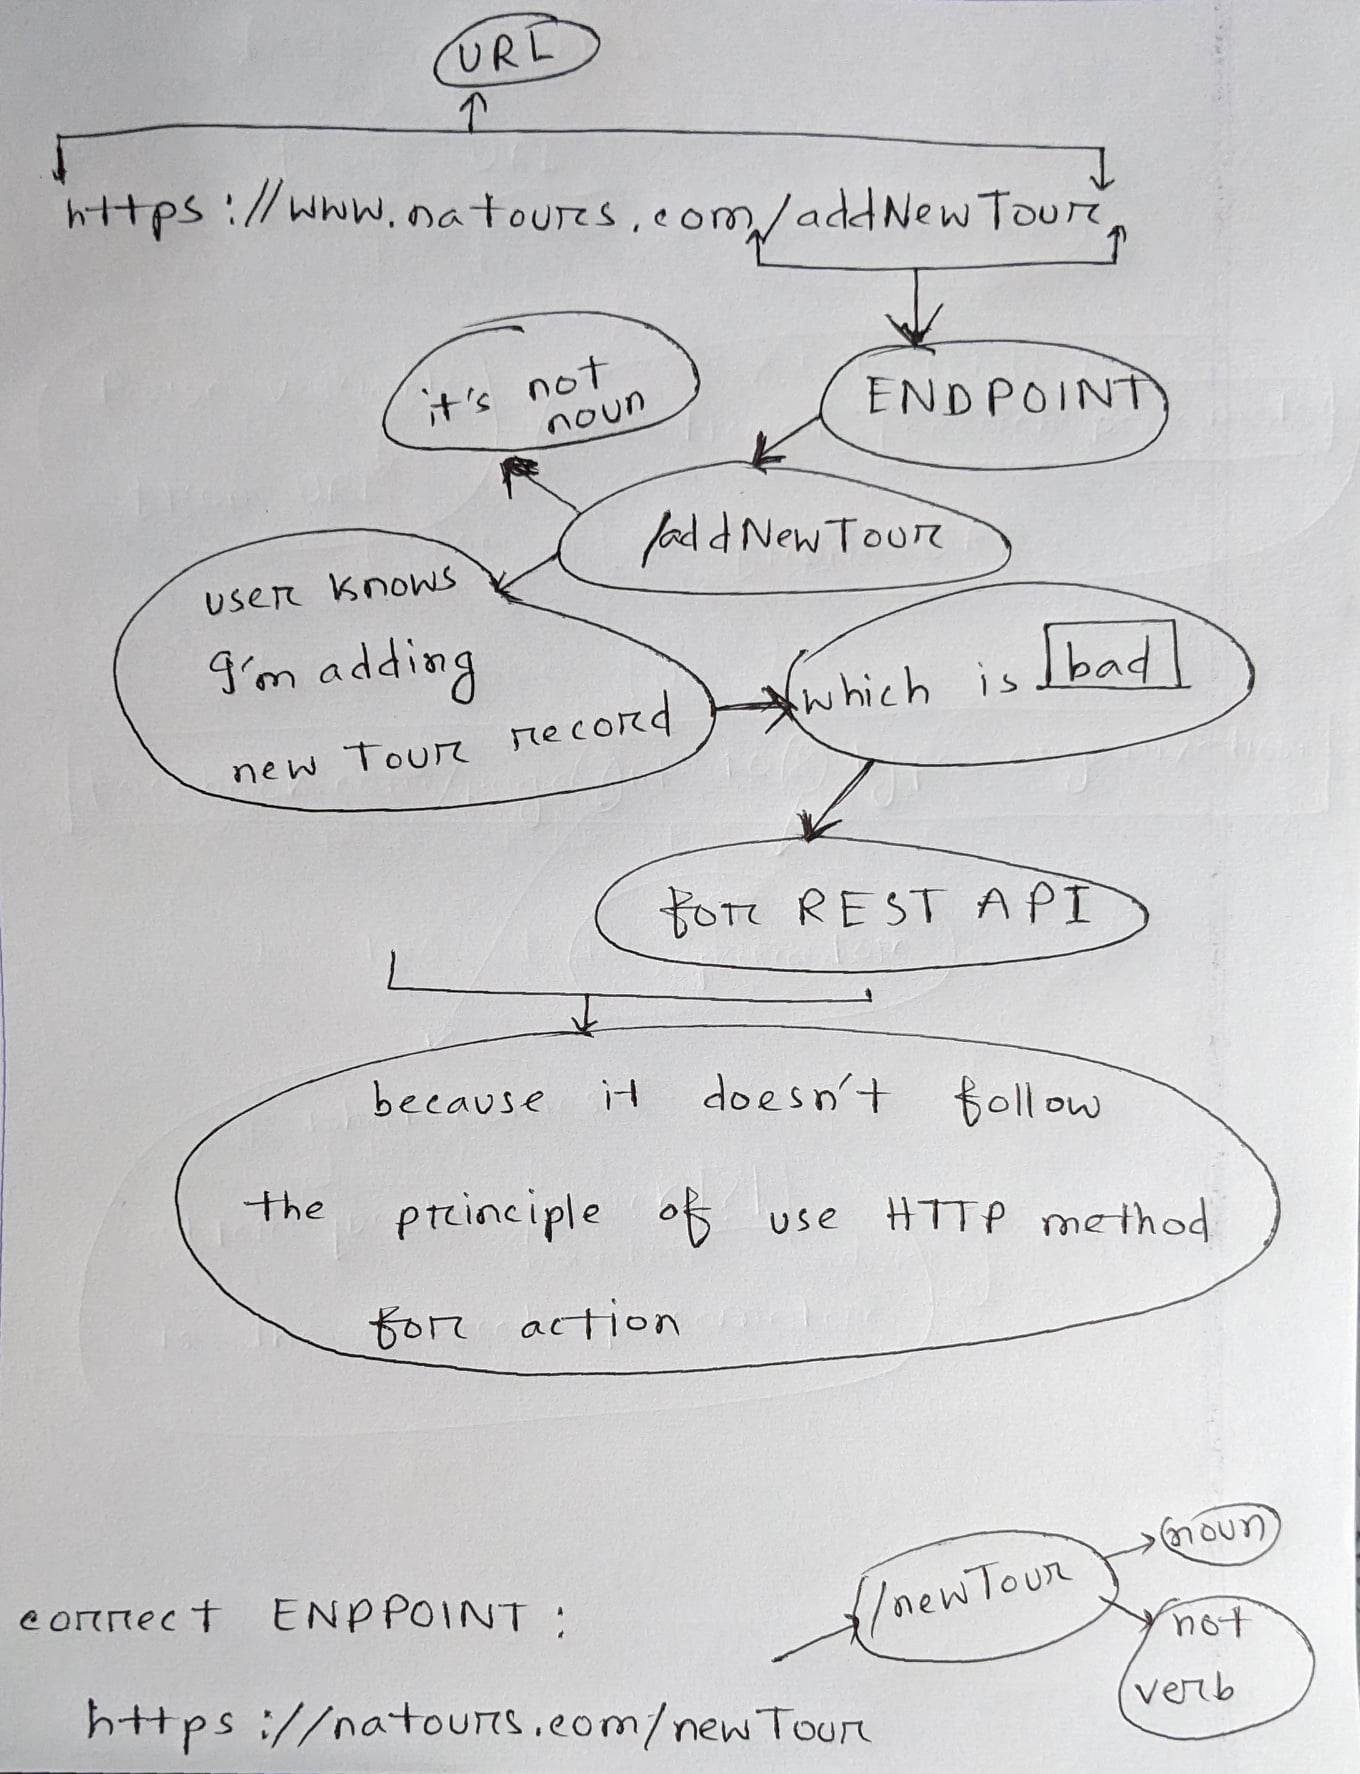 URL
https://www.natours.com/addNewTour
ENDPOINT
it's not
noun
/addNewTour
user knows
I'm adding
new Tour record
which is bad
for REST API
because it doesn't follow
the principle of use HTTP method
for action
/newTour
noun
not
verb
correct ENDPOINT:
https://natours.com/newTour